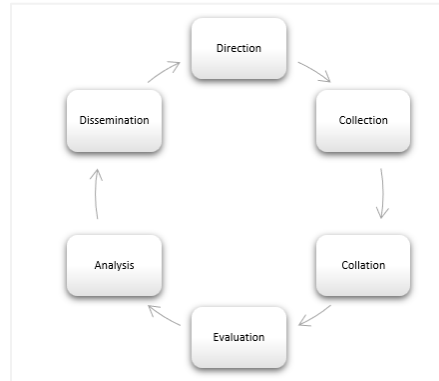 Direction
Collection
Collation
Evaluation
Analysis
Dissemination